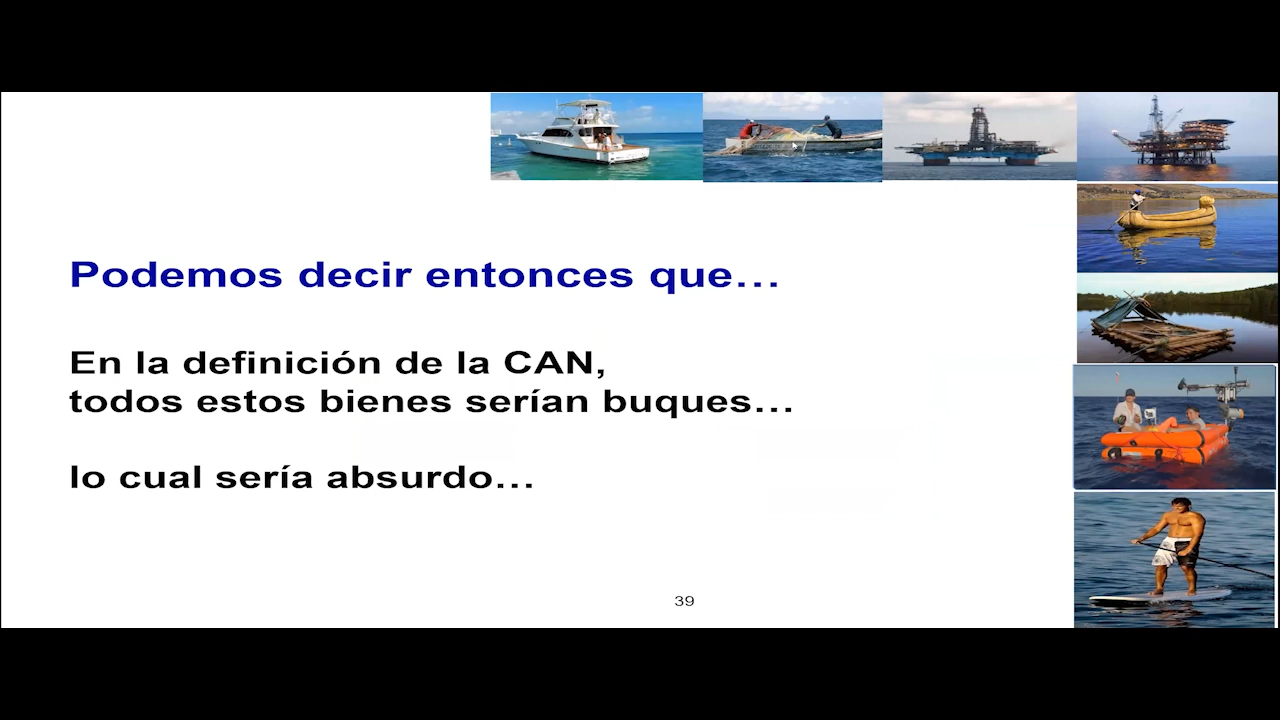 Podemos decir entonces que…
En la definición de la CAN,
todos estos bienes serían buques…
lo cual sería absurdo…
39